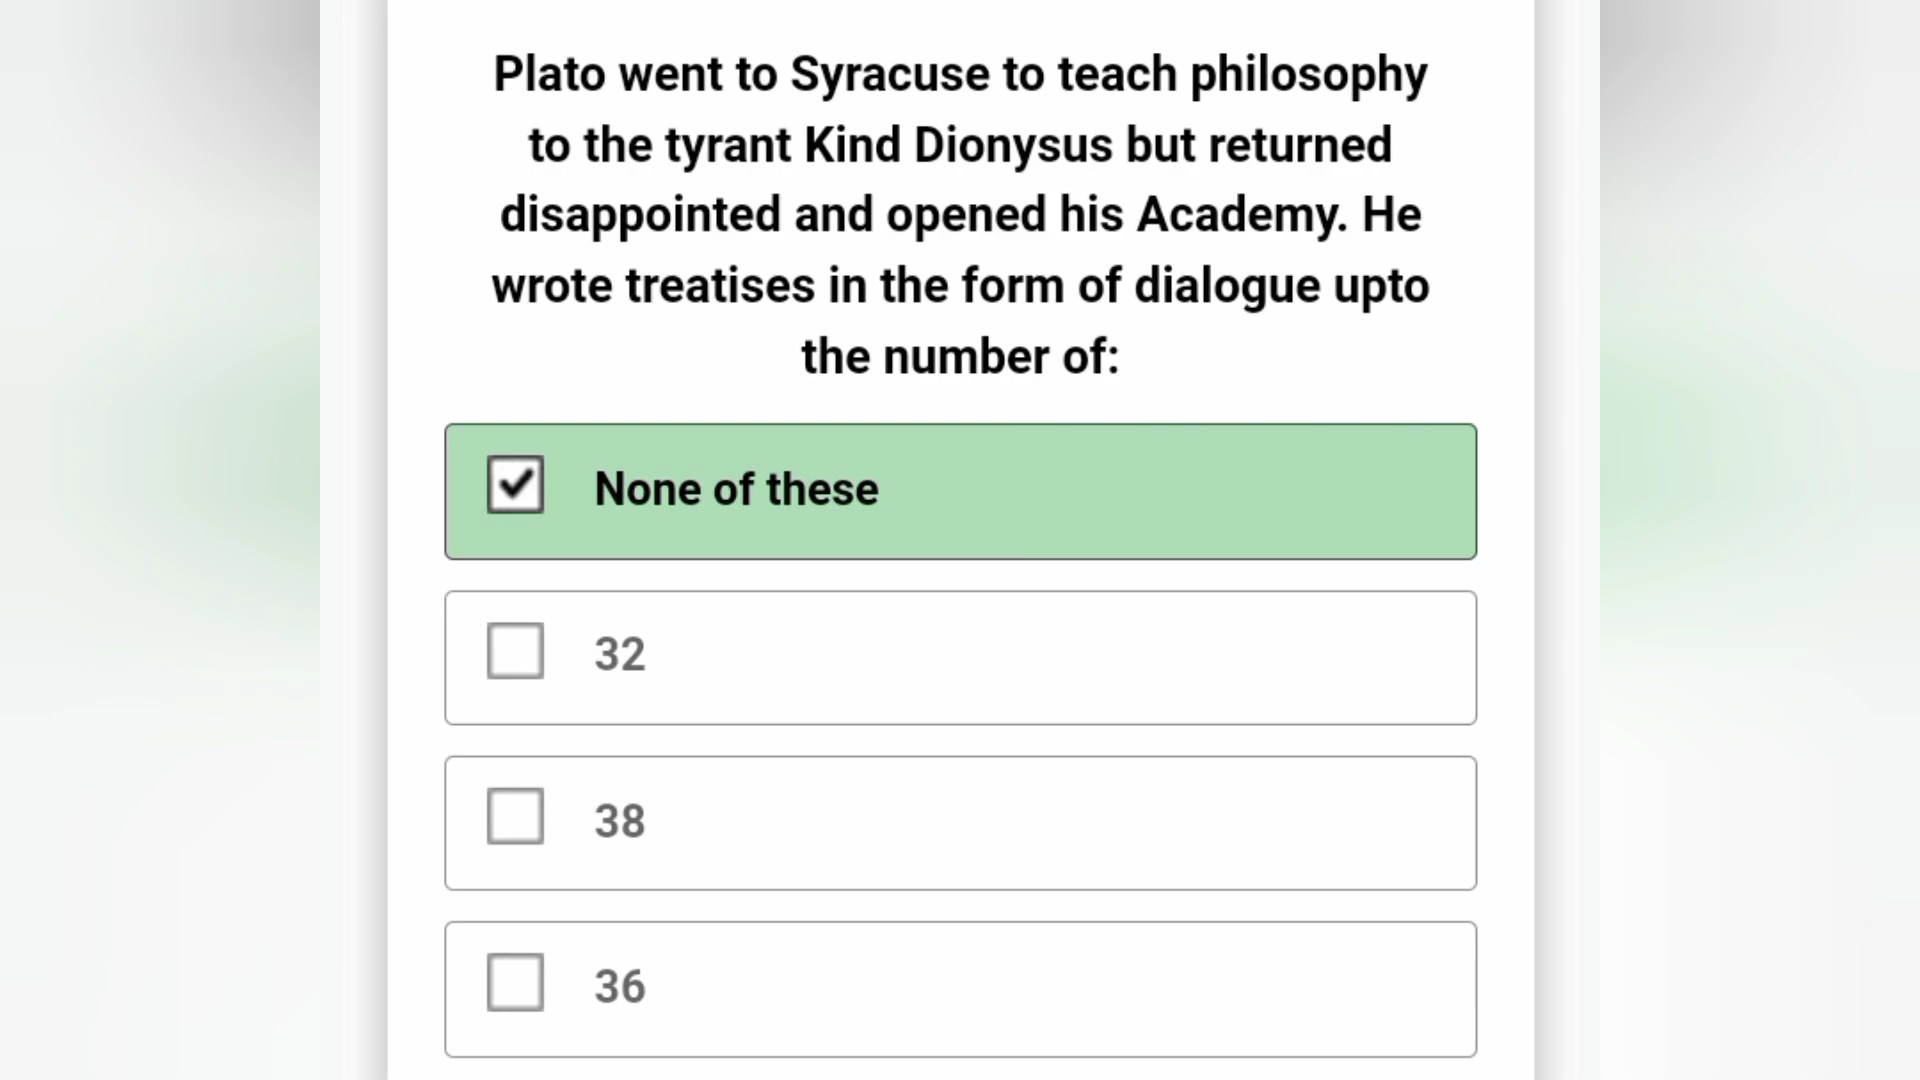 Plato went to Syracuse to teach philosophy
to the tyrant Kind Dionysus but returned
disappointed and opened his Academy. He
wrote treatises in the form of dialogue upto
the number of:
None of these
32
38
36